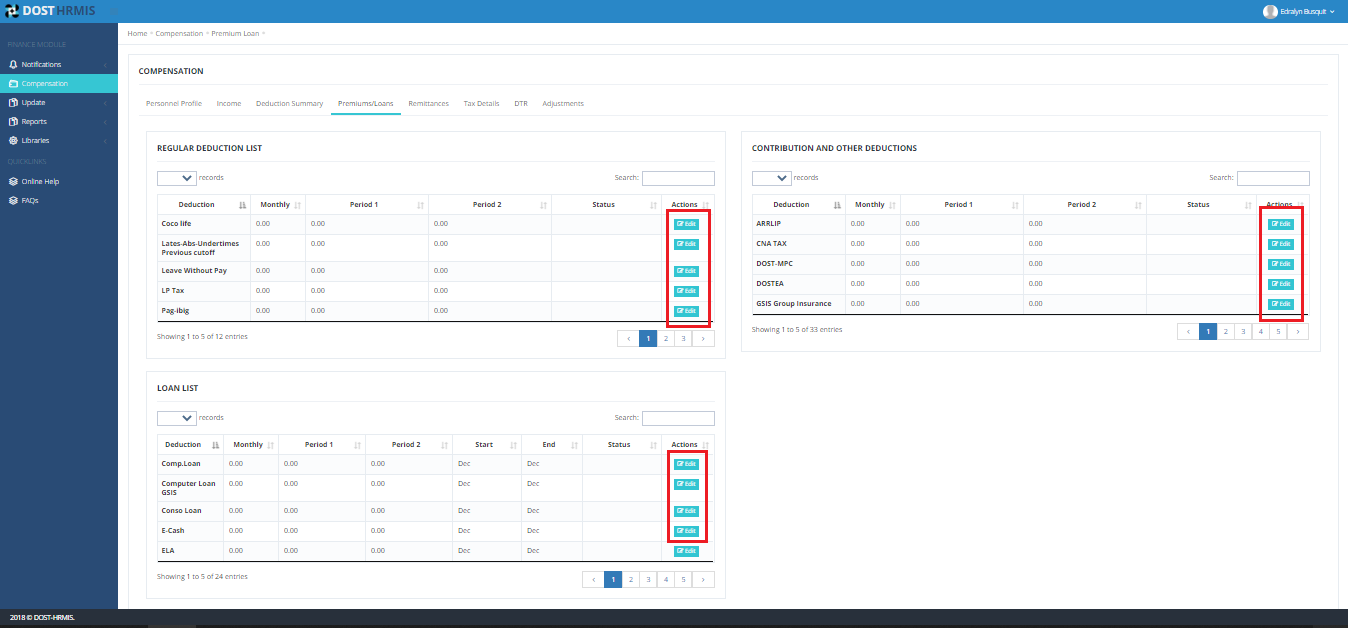 DOST HRMIS
Edralyn Busquit
FINANCE MODULE
Notifications
Compensation
Update
Reports
Libraries
QUICKLINKS
Online Help
FAQs
Home
Compensation
Premium Loan
COMPENSATION
Personnel Profile Income Deduction Summary Premiums/Loans Remittances Tax Details DTR Adjustments
REGULAR DEDUCTION LIST
records Search:
Deduction Monthly Period 1 Period 2 Status Actions
Coco life 0.00 0.00 0.00 Edit
Lates-Abs-Undertimes
Previous cutoff 0.00 0.00 0.00 Edit
Leave Without Pay 0.00 0.00 0.00 Edit
LP Tax 0.00 0.00 0.00 Edit
Pag-ibig 0.00 0.00 0.00 Edit
Showing 1 to 5 of 12 entries
‹ 1 2 3 ›
CONTRIBUTION AND OTHER DEDUCTIONS
records Search:
Deduction Monthly Period 1 Period 2 Status Actions
ARRLIP 0.00 0.00 0.00 Edit
CNA TAX 0.00 0.00 0.00 Edit
DOST-MPC 0.00 0.00 0.00 Edit
DOSTEA 0.00 0.00 0.00 Edit
GSIS Group Insurance 0.00 0.00 0.00 Edit
Showing 1 to 5 of 33 entries
‹ 1 2 3 4 5 ›
LOAN LIST
records Search:
Deduction Monthly Period 1 Period 2 Start End Status Actions
Comp.Loan 0.00 0.00 0.00 Dec Dec Edit
Computer Loan
GSIS 0.00 0.00 0.00 Dec Dec Edit
Conso Loan 0.00 0.00 0.00 Dec Dec Edit
E-Cash 0.00 0.00 0.00 Dec Dec Edit
ELA 0.00 0.00 0.00 Dec Dec Edit
Showing 1 to 5 of 24 entries
‹ 1 2 3 4 5 ›
2018 © DOST-HRMIS.